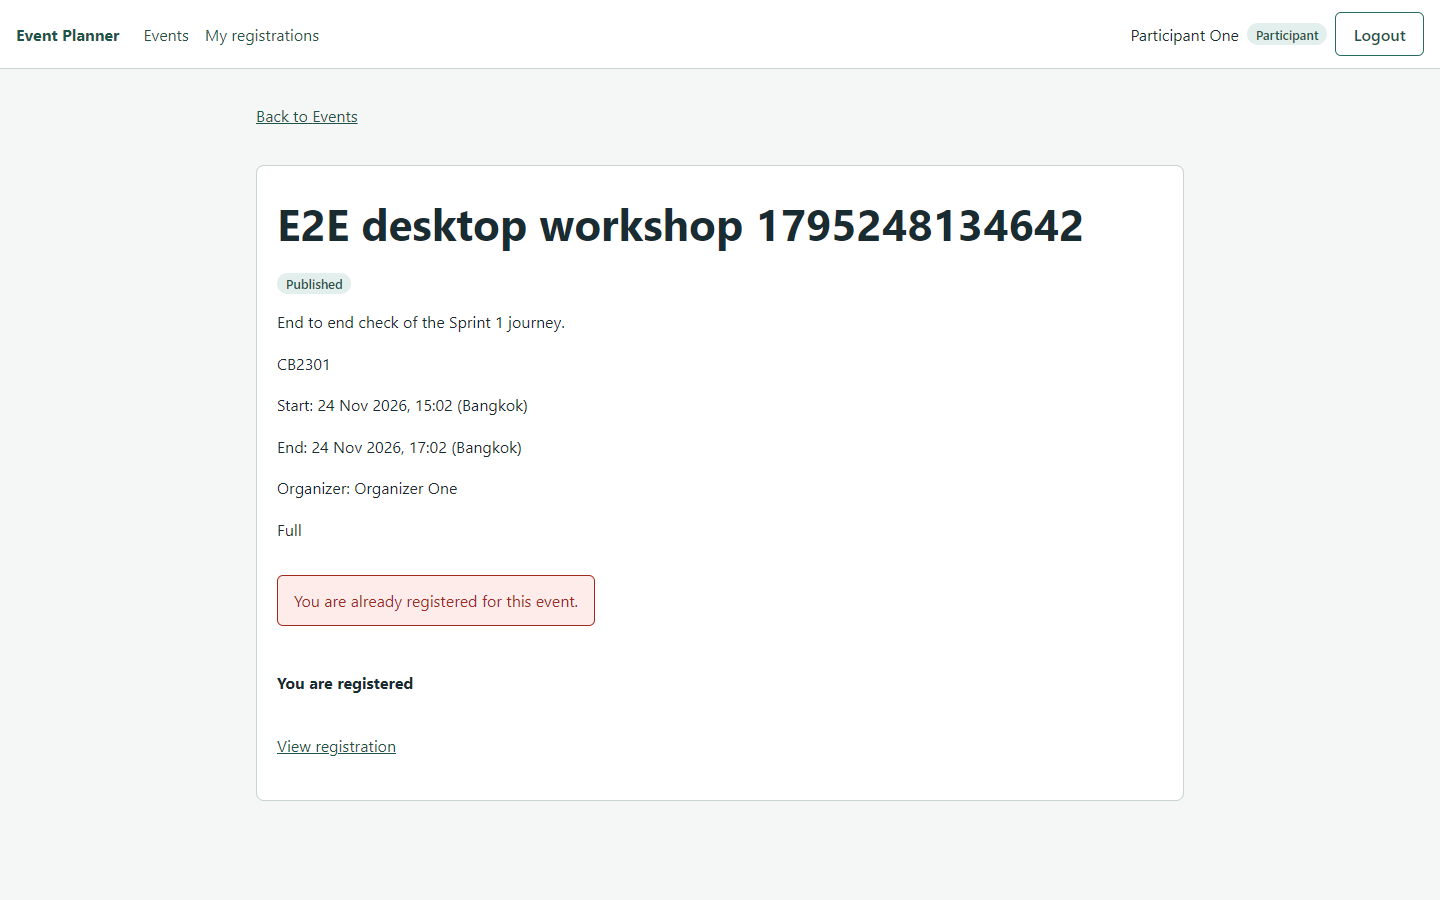 Event Planner Events My registrations Participant One Participant Logout
Back to Events
E2E desktop workshop 1795248134642
Published
End to end check of the Sprint 1 journey.
CB2301
Start: 24 Nov 2026, 15:02 (Bangkok)
End: 24 Nov 2026, 17:02 (Bangkok)
Organizer: Organizer One
Full
You are already registered for this event.
You are registered
View registration